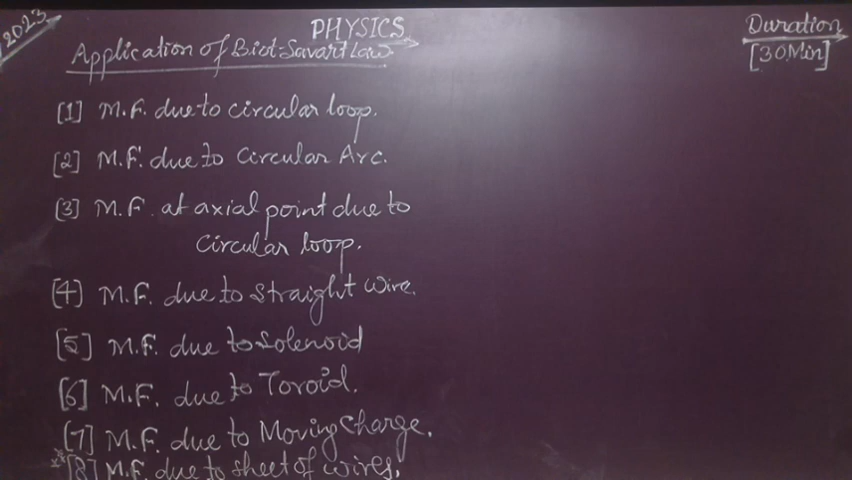 2023
PHYSICS
Duration
[30Min]
Application of Biot-Savart Law
[1] M.F. due to circular loop.
[2] M.F. due to Circular Arc.
[3] M.F. at axial point due to
Circular loop.
[4] M.F. due to straight wire.
[5] M.F. due to Solenoid
[6] M.F. due to Toroid.
[7] M.F. due to Moving Charge.
[8] M.F. due to sheet of wires.